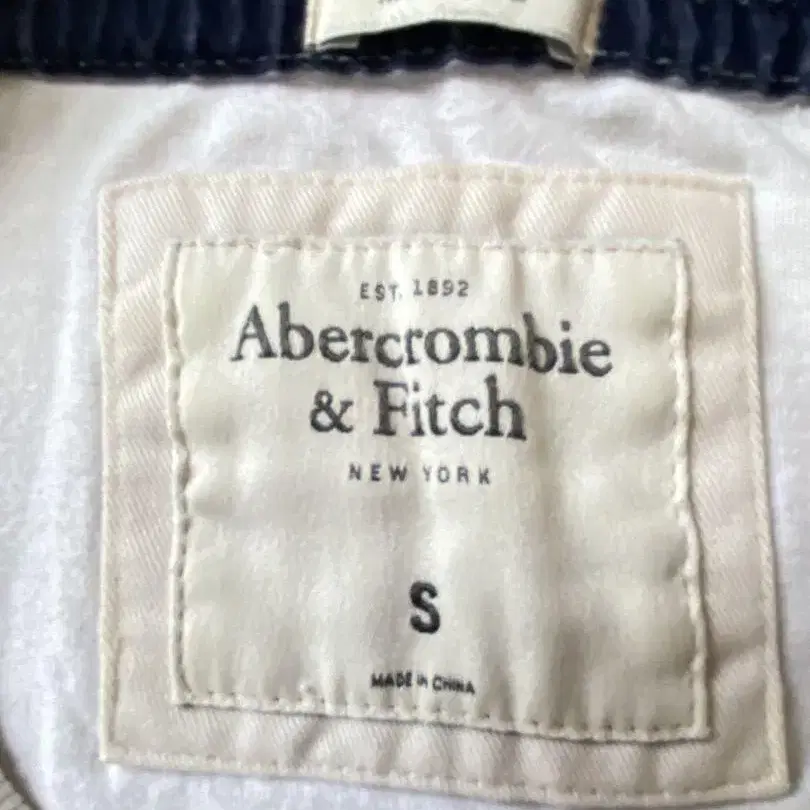 EST. 1892
Abercrombie
& Fitch
NEW YORK
S
MADE IN CHINA